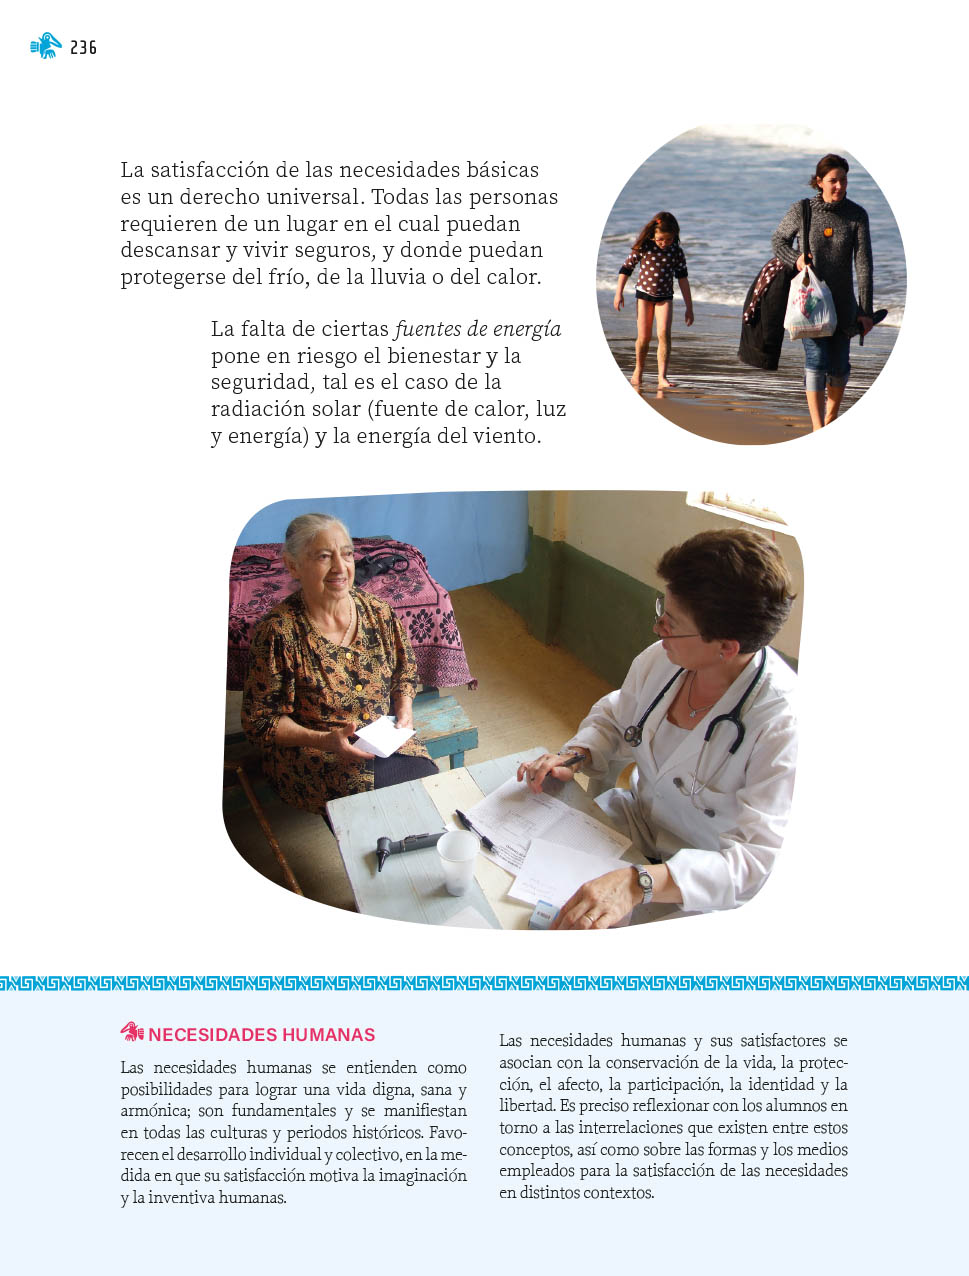 236
La satisfacción de las necesidades básicas
es un derecho universal. Todas las personas
requieren de un lugar en el cual puedan
descansar y vivir seguros, y donde puedan
protegerse del frío, de la lluvia o del calor.
La falta de ciertas fuentes de energía
pone en riesgo el bienestar y la
seguridad, tal es el caso de la
radiación solar (fuente de calor, luz
y energía) y la energía del viento.
NECESIDADES HUMANAS
Las necesidades humanas se entienden como
posibilidades para lograr una vida digna, sana y
armónica; son fundamentales y se manifiestan
en todas las culturas y periodos históricos. Favo-
recen el desarrollo individual y colectivo, en la me-
dida en que su satisfacción motiva la imaginación
y la inventiva humanas.
Las necesidades humanas y sus satisfactores se
asocian con la conservación de la vida, la protec-
ción, el afecto, la participación, la identidad y la
libertad. Es preciso reflexionar con los alumnos en
torno a las interrelaciones que existen entre estos
conceptos, así como sobre las formas y los medios
empleados para la satisfacción de las necesidades
en distintos contextos.